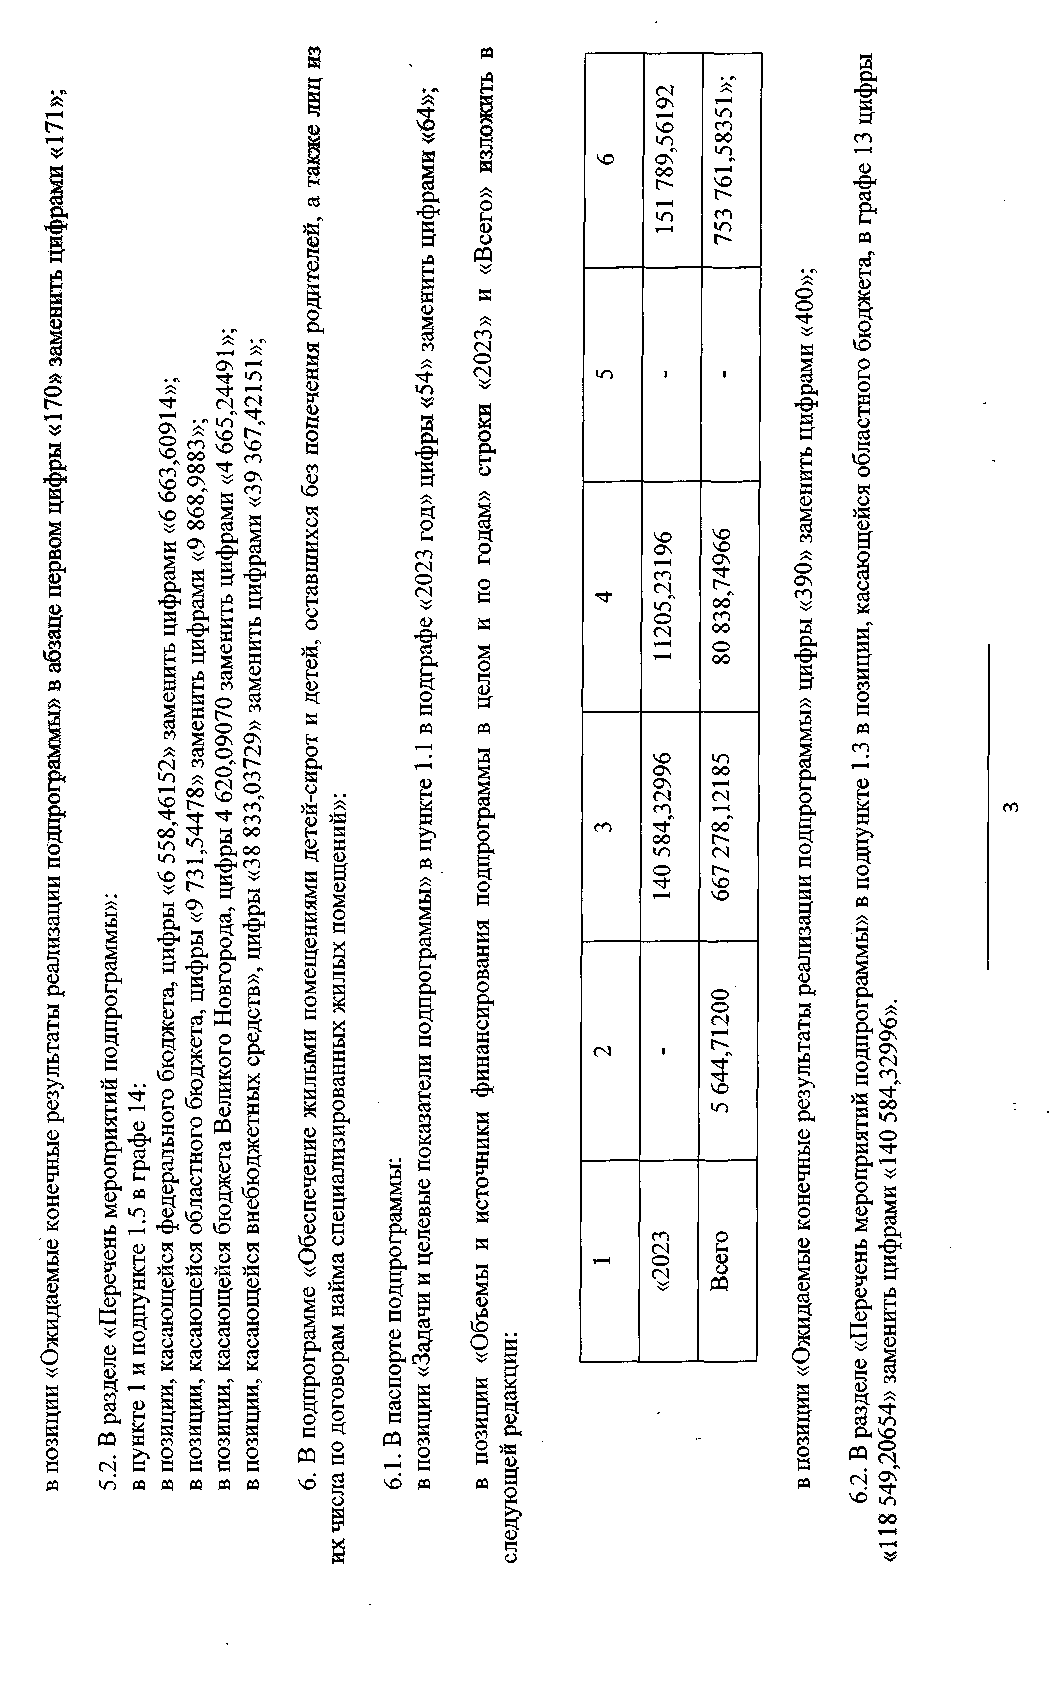 в позиции «Ожидаемые конечные результаты реализации подпрограммы» в абзаце первом цифры «170» заменить цифрами «171»;
5.2. В разделе «Перечень мероприятий подпрограммы»:
в пункте 1 и подпункте 1.5 в графе 14:
в позиции, касающейся федерального бюджета, цифры «6 558,46152» заменить цифрами «6 663,60914»;
в позиции, касающейся областного бюджета, цифры «9 731,54478» заменить цифрами «9 868,9883»;
в позиции, касающейся бюджета Великого Новгорода, цифры 4 620,09070 заменить цифрами «4 665,24491»;
в позиции, касающейся внебюджетных средств», цифры «38 833,03729» заменить цифрами «39 367,42151»;
6. В подпрограмме «Обеспечение жилыми помещениями детей-сирот и детей, оставшихся без попечения родителей, а также лиц из
их числа по договорам найма специализированных жилых помещений»:
6.1. В паспорте подпрограммы:
в позиции «Задачи и целевые показатели подпрограммы» в пункте 1.1 в подграфе «2023 год» цифры «54» заменить цифрами «64»;
в позиции «Объемы и источники финансирования подпрограммы в целом и по годам» строки «2023» и «Всего» изложить в
следующей редакции:
1 2 3 4 5 6
«2023 - 140 584,32996 11205,23196 - 151 789,56192
Всего 5 644,71200 667 278,12185 80 838,74966 - 753 761,58351»;
в позиции «Ожидаемые конечные результаты реализации подпрограммы» цифры «390» заменить цифрами «400»;
6.2. В разделе «Перечень мероприятий подпрограммы» в подпункте 1.3 в позиции, касающейся областного бюджета, в графе 13 цифры
«118 549,20654» заменить цифрами «140 584,32996».
3